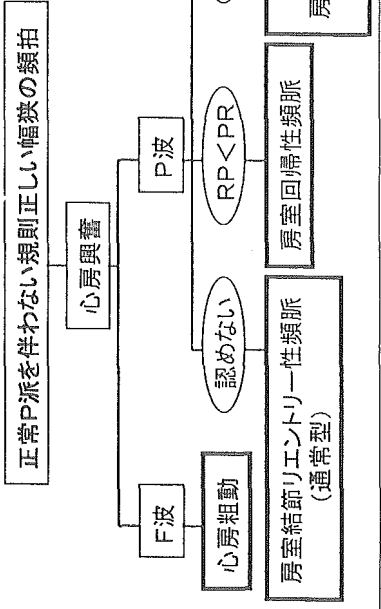 正常P派を伴わない規則正しい幅狭の頻拍
心房興奮
F波
P波
心房粗動
認めない
RP<PR
房室結節リエントリー性頻脈
(通常型)
房室回帰性頻脈
房